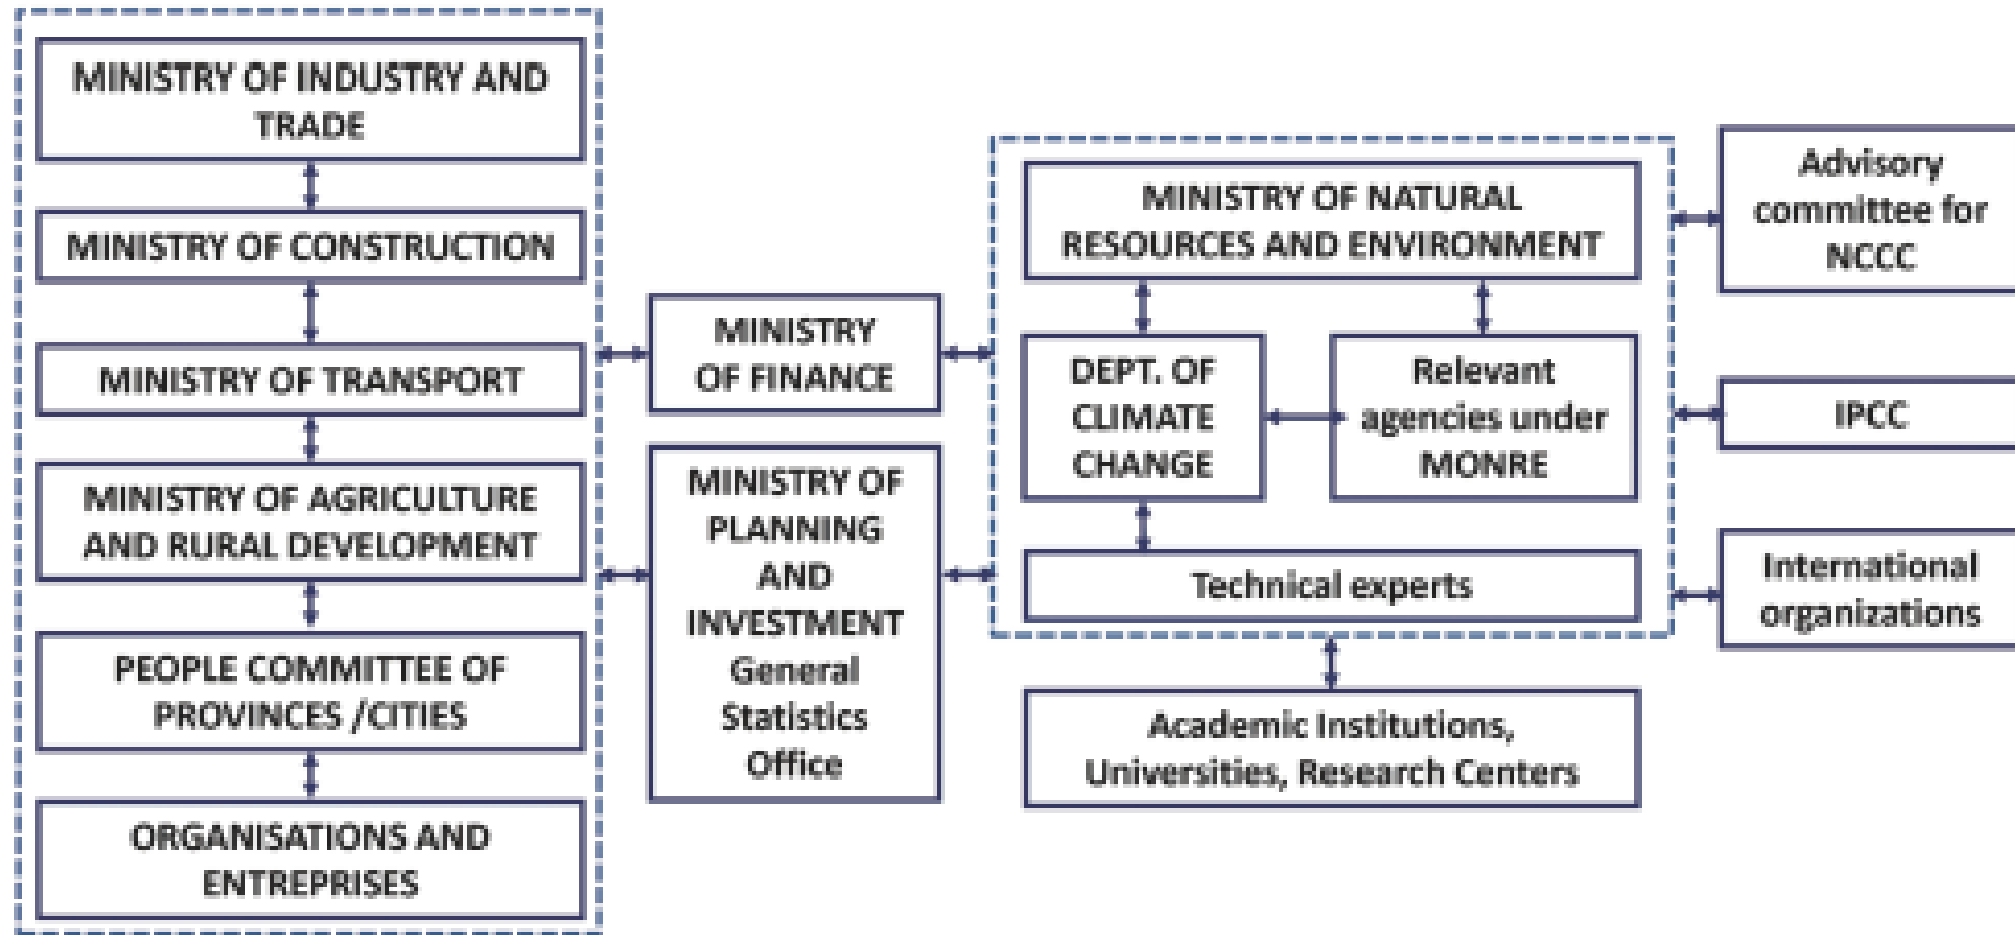 MINISTRY OF INDUSTRY AND
TRADE
MINISTRY OF CONSTRUCTION
MINISTRY OF TRANSPORT
MINISTRY OF AGRICULTURE
AND RURAL DEVELOPMENT
PEOPLE COMMITTEE OF
PROVINCES /CITIES
ORGANISATIONS AND
ENTREPRISES
MINISTRY
OF FINANCE
MINISTRY OF
PLANNING
AND
INVESTMENT
General
Statistics
Office
MINISTRY OF NATURAL
RESOURCES AND ENVIRONMENT
DEPT. OF
CLIMATE
CHANGE
Relevant
agencies under
MONRE
Technical experts
Academic Institutions,
Universities, Research Centers
Advisory
committee for
NCCC
IPCC
International
organizations